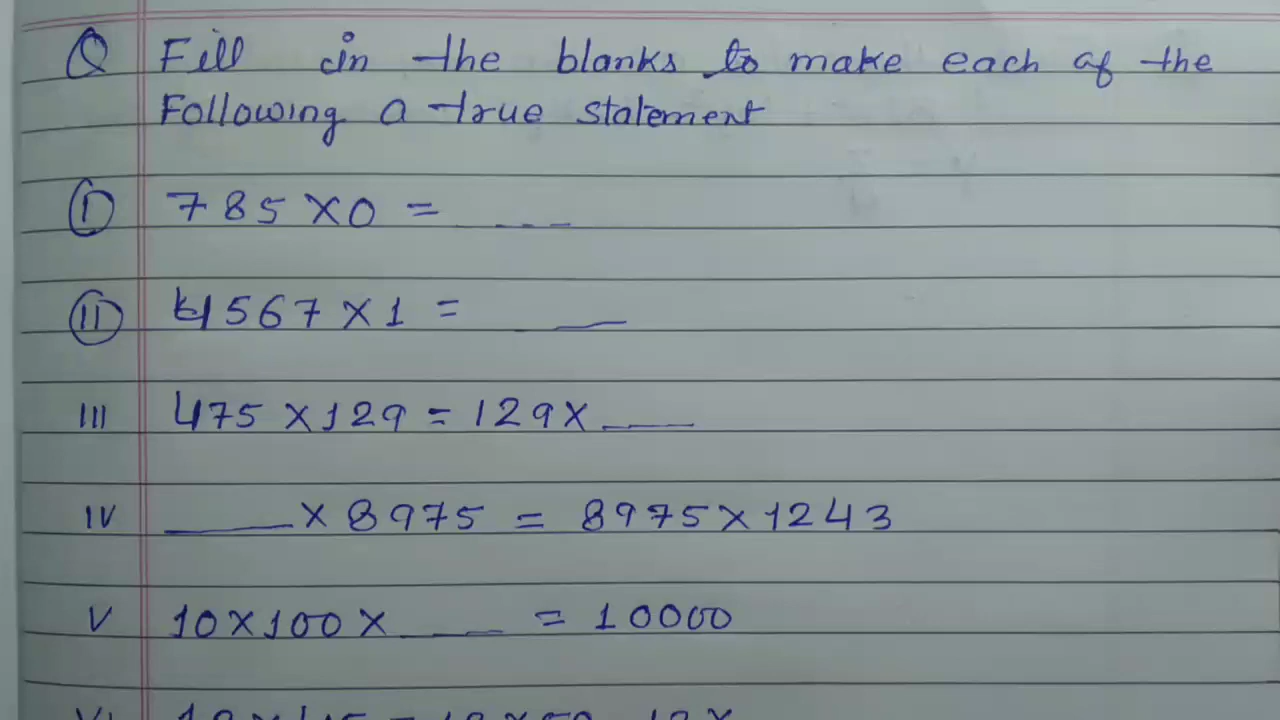 Q Fill in the blanks to make each of the
Following a true statement
I 785 × 0 = ___
II 4567 × 1 = ___
III 475 × 129 = 129 × ___
IV ___ × 8975 = 8975 × 1243
V 10 × 100 × ___ = 10000